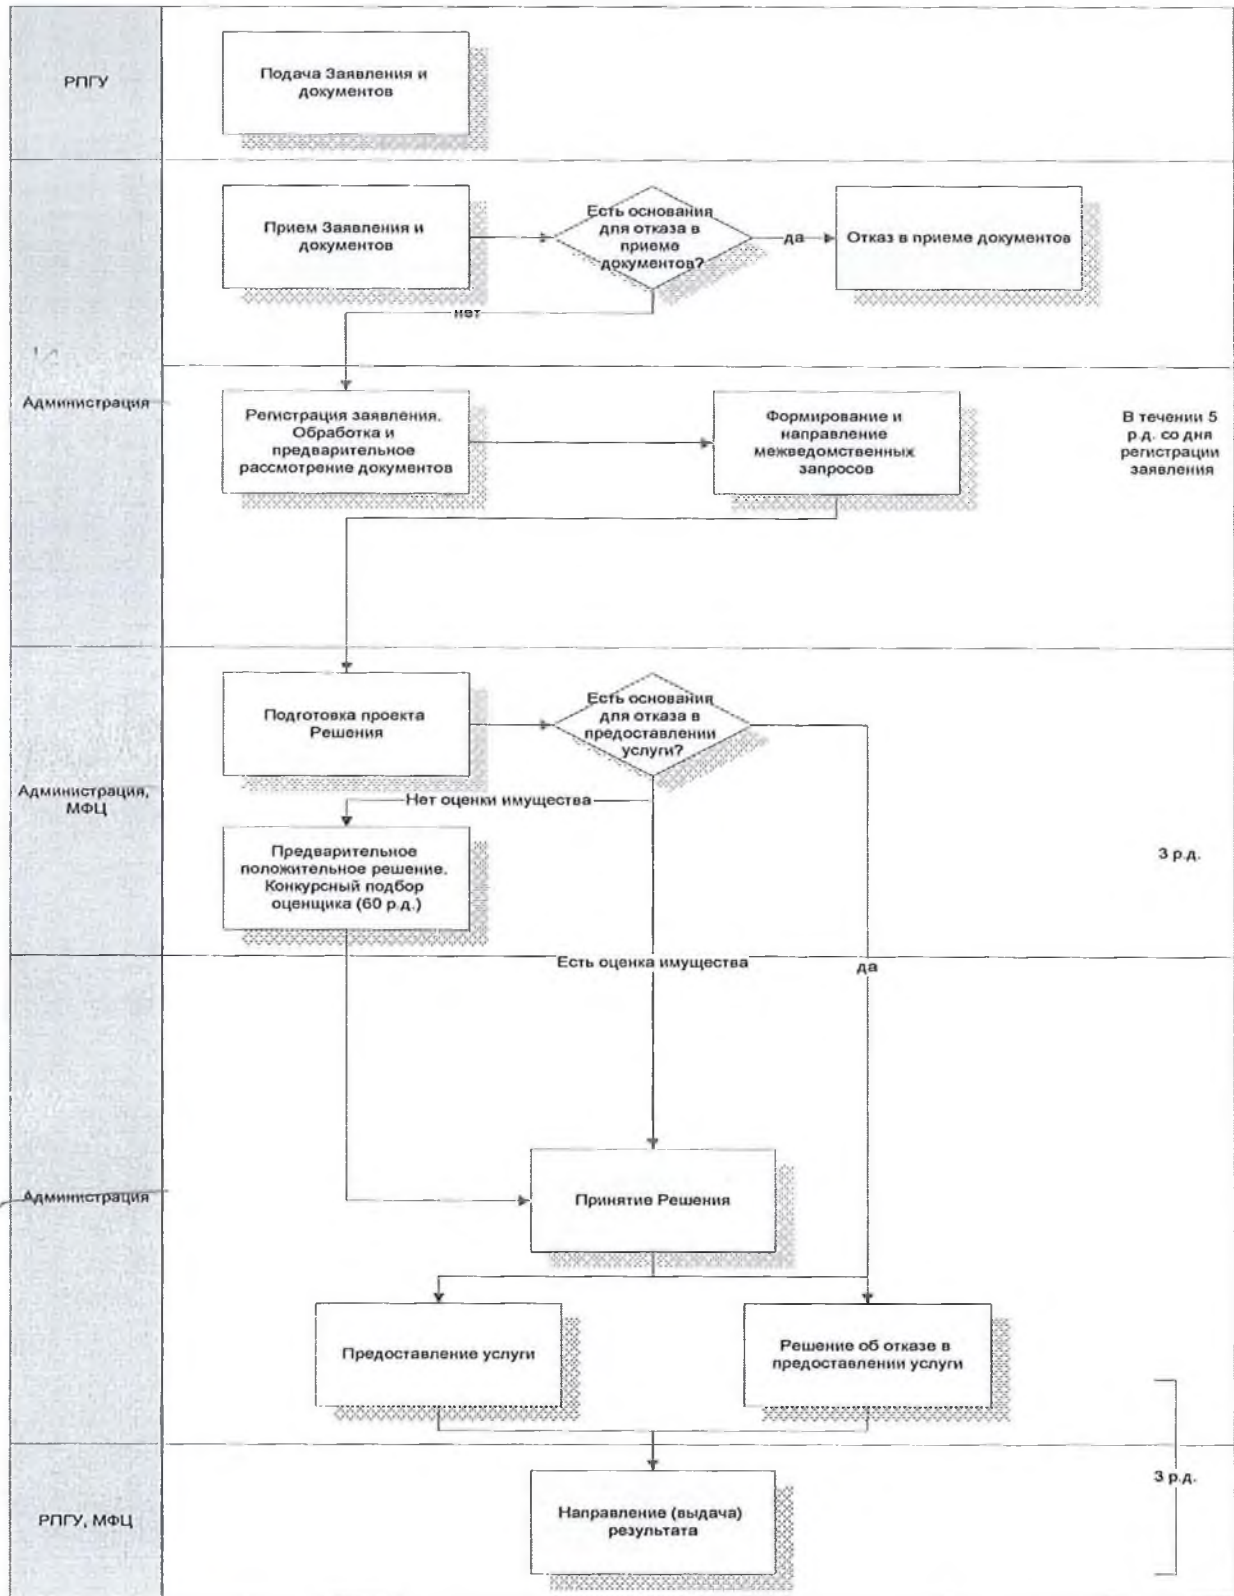 РПГУ
Подача Заявления и
документов
Прием Заявления и
документов
Есть основания
для отказа в
приеме
документов?
да
Отказ в приеме документов
нет
Администрация
Регистрация заявления.
Обработка и
предварительное
рассмотрение документов
Формирование и
направление
межведомственных
запросов
В течении 5
р.д. со дня
регистрации
заявления
Администрация,
МФЦ
Подготовка проекта
Решения
Есть основания
для отказа в
предоставлении
услуги?
Нет оценки имущества
Предварительное
положительное решение.
Конкурсный подбор
оценщика (60 р.д.)
3 р.д.
Есть оценка имущества
да
Администрация
Принятие Решения
Предоставление услуги
Решение об отказе в
предоставлении услуги
РПГУ, МФЦ
Направление (выдача)
результата
3 р.д.